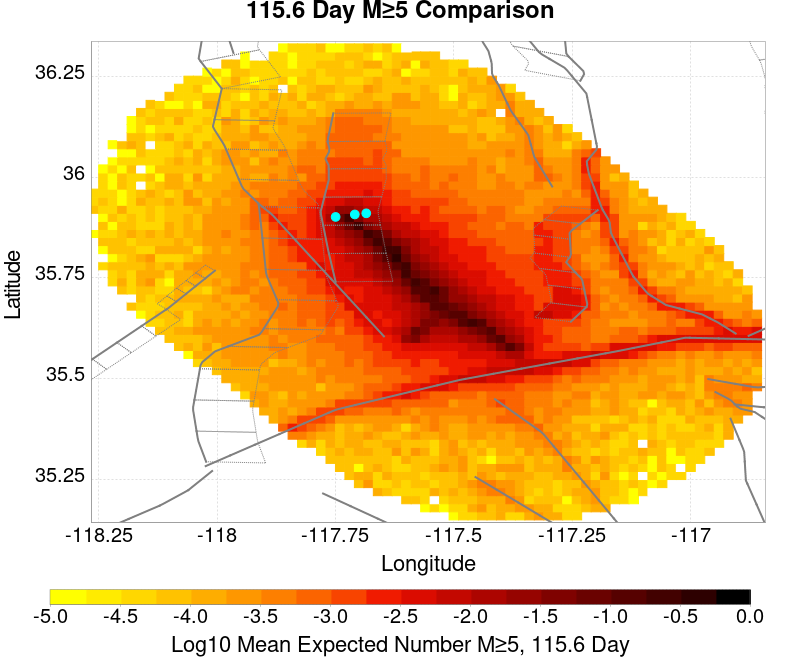 115.6 Day M≥5 Comparison
36.25
36
35.75
35.5
35.25
Latitude
-118.25 -118 -117.75 -117.5 -117.25 -117
Longitude
-5.0 -4.5 -4.0 -3.5 -3.0 -2.5 -2.0 -1.5 -1.0 -0.5 0.0
Log10 Mean Expected Number M≥5, 115.6 Day